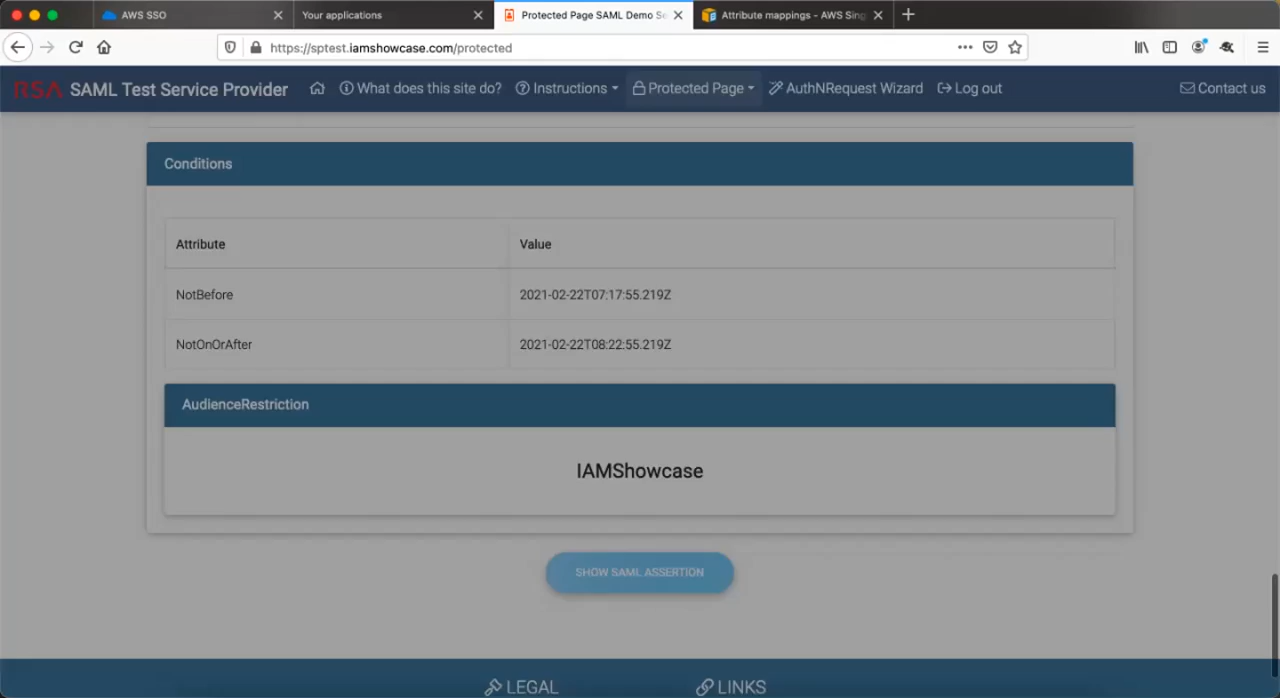 AWS SSO
Your applications
Protected Page SAML Demo Se
Attribute mappings - AWS Sing
https://sptest.iamshowcase.com/protected
RSA SAML Test Service Provider
What does this site do?
Instructions
Protected Page
AuthNRequest Wizard
Log out
Contact us
Conditions
Attribute Value
NotBefore 2021-02-22T07:17:55.219Z
NotOnOrAfter 2021-02-22T08:22:55.219Z
AudienceRestriction
IAMShowcase
SHOW SAML ASSERTION
LEGAL LINKS